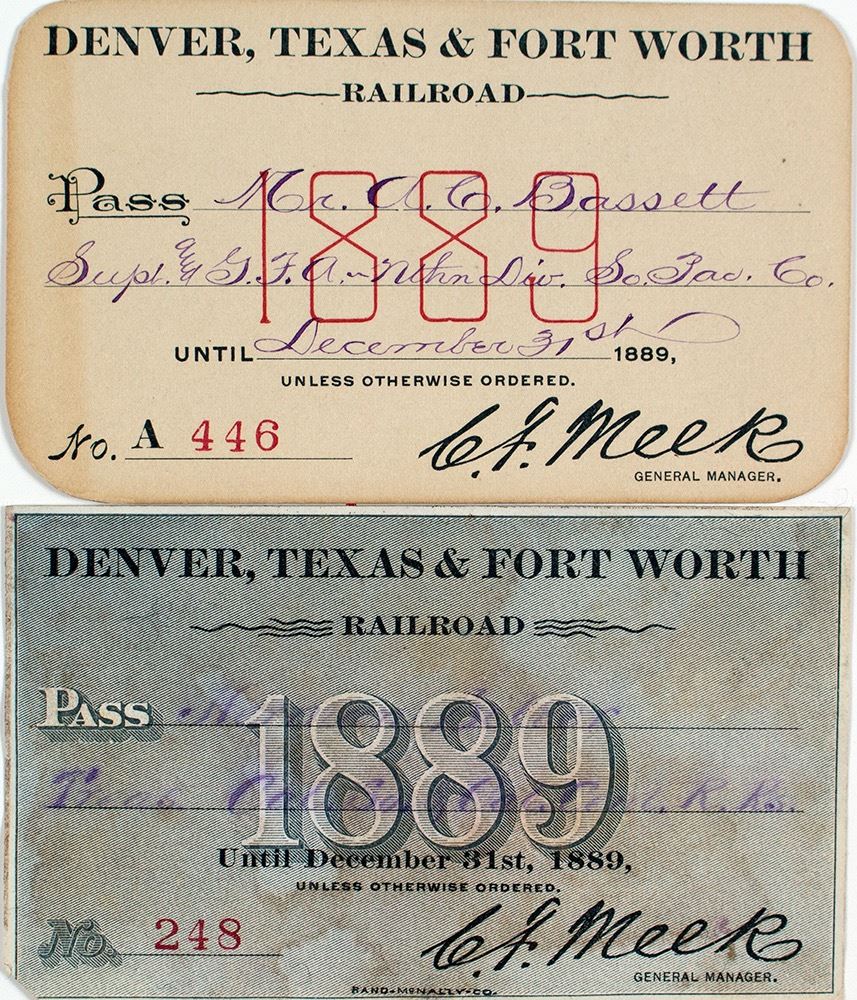 DENVER, TEXAS & FORT WORTH
RAILROAD
Pass Mr. A. C. Bassett
1889
Supt. & G. F. A. Nthn Div. So. Pac. Co.
UNTIL December 31st 1889,
UNLESS OTHERWISE ORDERED.
No. A 446
C. F. Meek
GENERAL MANAGER.
DENVER, TEXAS & FORT WORTH
RAILROAD
PASS
1889
R. R.
Until December 31st, 1889,
UNLESS OTHERWISE ORDERED.
No. 248
C. F. Meek
GENERAL MANAGER.
RAND-McNALLY-CO.